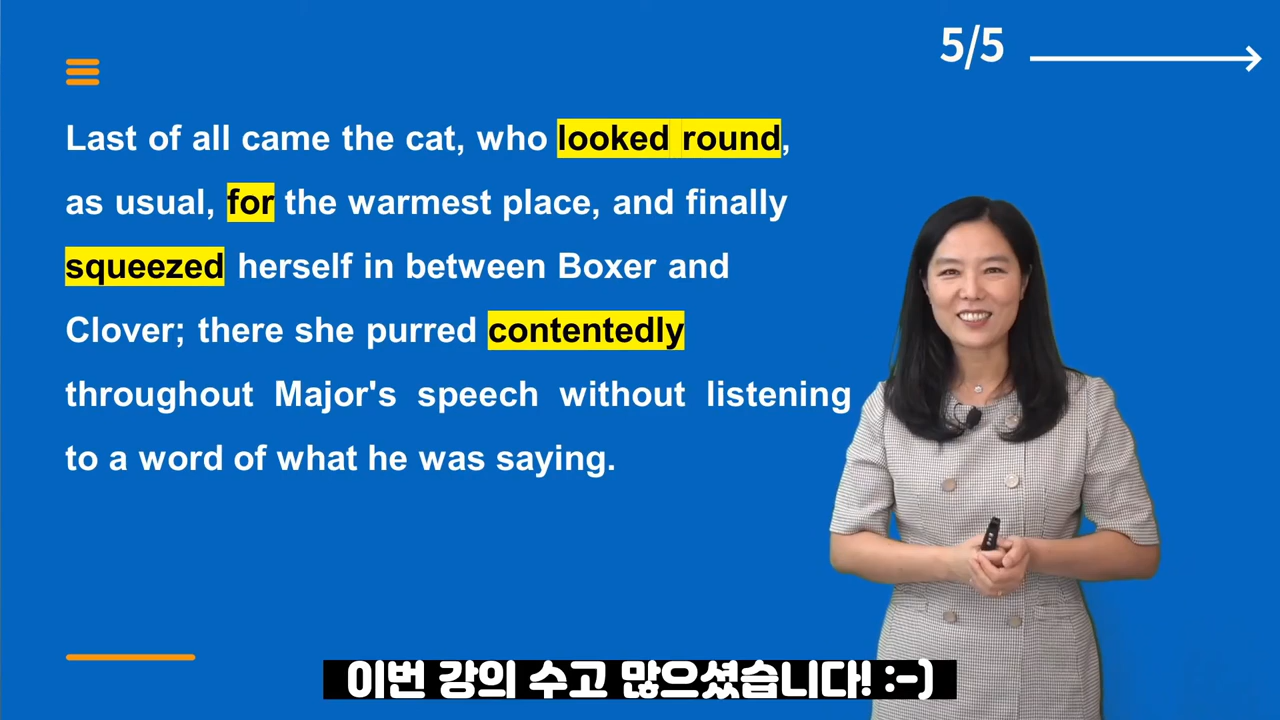 5/5
Last of all came the cat, who looked round,
as usual, for the warmest place, and finally
squeezed herself in between Boxer and
Clover; there she purred contentedly
throughout Major's speech without listening
to a word of what he was saying.
이번 강의 수고 많으셨습니다! :-)